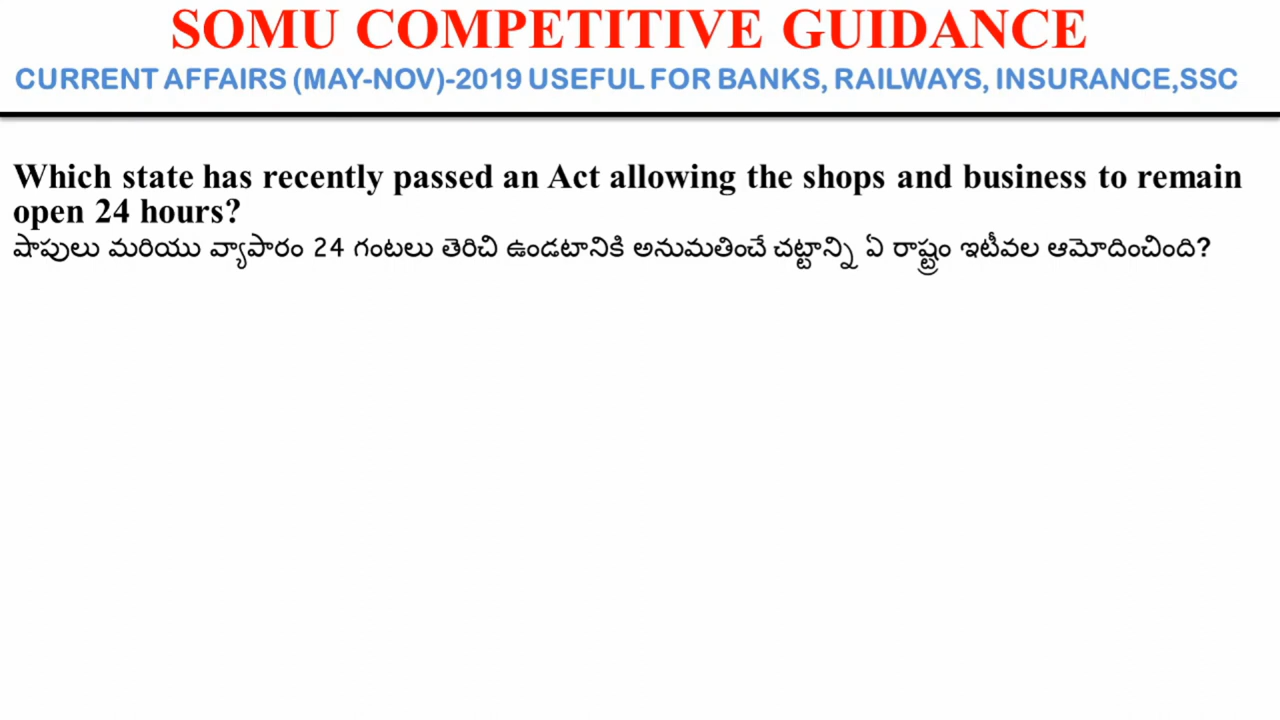 SOMU COMPETITIVE GUIDANCE
CURRENT AFFAIRS (MAY-NOV)-2019 USEFUL FOR BANKS, RAILWAYS, INSURANCE,SSC
Which state has recently passed an Act allowing the shops and business to remain
open 24 hours?
షాపులు మరియు వ్యాపారం 24 గంటలు తెరిచి ఉండటానికి అనుమతించే చట్టాన్ని ఏ రాష్ట్రం ఇటీవల ఆమోదించింది?